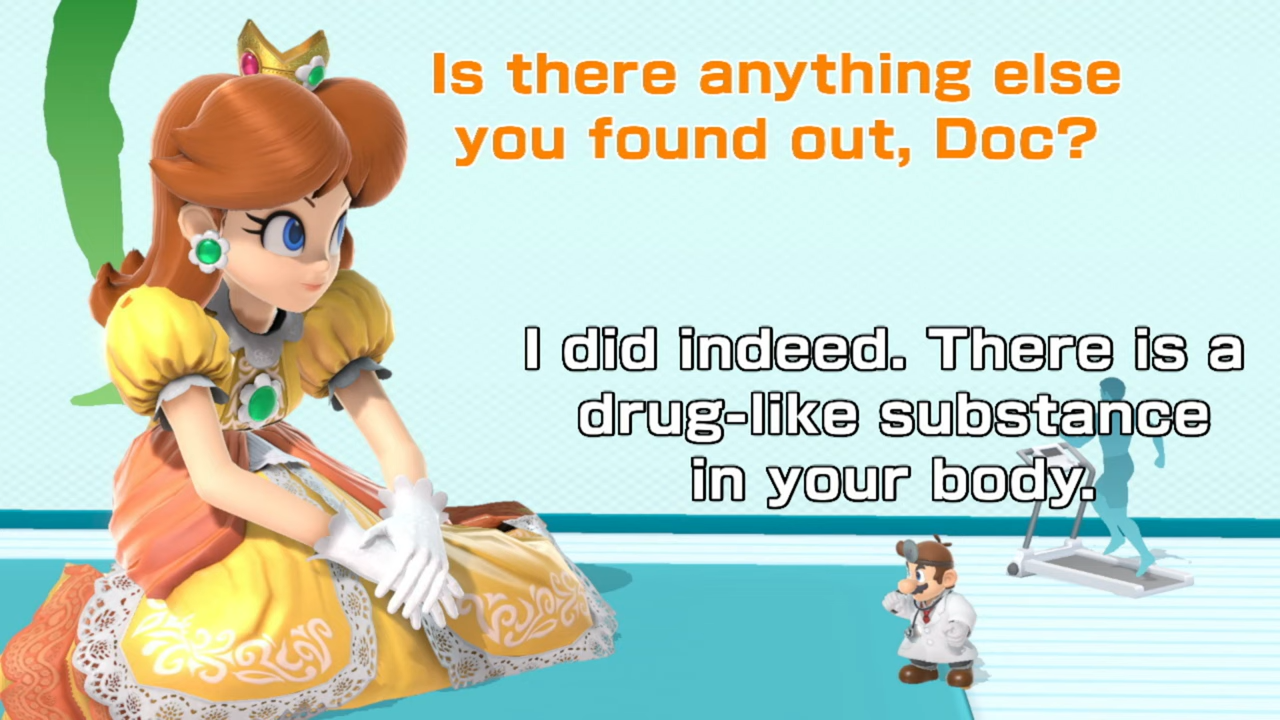 Is there anything else
you found out, Doc?
I did indeed. There is a
drug-like substance
in your body.